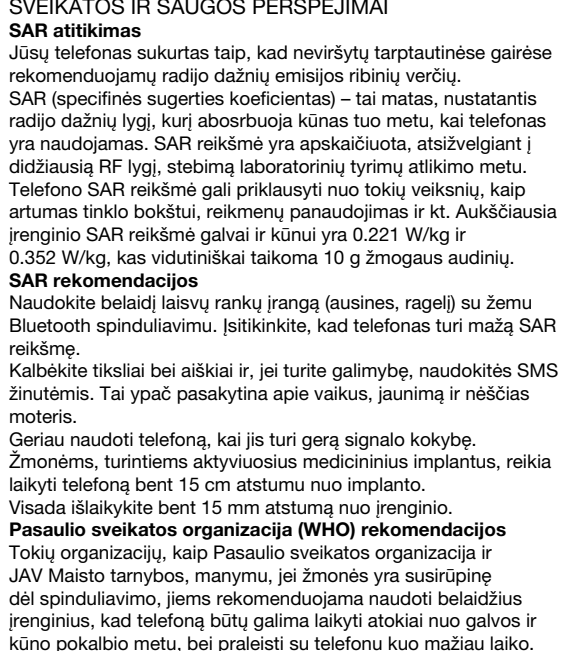 SVEIKATOS IR SAUGOS PERSPĖJIMAI
SAR atitikimas
Jūsų telefonas sukurtas taip, kad neviršytų tarptautinėse gairėse
rekomenduojamų radijo dažnių emisijos ribinių verčių.
SAR (specifinės sugerties koeficientas) – tai matas, nustatantis
radijo dažnių lygį, kurį abosrbuoja kūnas tuo metu, kai telefonas
yra naudojamas. SAR reikšmė yra apskaičiuota, atsižvelgiant į
didžiausią RF lygį, stebimą laboratorinių tyrimų atlikimo metu.
Telefono SAR reikšmė gali priklausyti nuo tokių veiksnių, kaip
artumas tinklo bokštui, reikmenų panaudojimas ir kt. Aukščiausia
įrenginio SAR reikšmė galvai ir kūnui yra 0.221 W/kg ir
0.352 W/kg, kas vidutiniškai taikoma 10 g žmogaus audinių.
SAR rekomendacijos
Naudokite belaidį laisvų rankų įrangą (ausines, ragelį) su žemu
Bluetooth spinduliavimu. Įsitikinkite, kad telefonas turi mažą SAR
reikšmę.
Kalbėkite tiksliai bei aiškiai ir, jei turite galimybę, naudokitės SMS
žinutėmis. Tai ypač pasakytina apie vaikus, jaunimą ir nėščias
moteris.
Geriau naudoti telefoną, kai jis turi gerą signalo kokybę.
Žmonėms, turintiems aktyviuosius medicininius implantus, reikia
laikyti telefoną bent 15 cm atstumu nuo implanto.
Visada išlaikykite bent 15 mm atstumą nuo įrenginio.
Pasaulio sveikatos organizacija (WHO) rekomendacijos
Tokių organizacijų, kaip Pasaulio sveikatos organizacija ir
JAV Maisto tarnybos, manymu, jei žmonės yra susirūpinę
dėl spinduliavimo, jiems rekomenduojama naudoti belaidžius
įrenginius, kad telefoną būtų galima laikyti atokiai nuo galvos ir
kūno pokalbio metu, bei praleisti su telefonu kuo mažiau laiko.